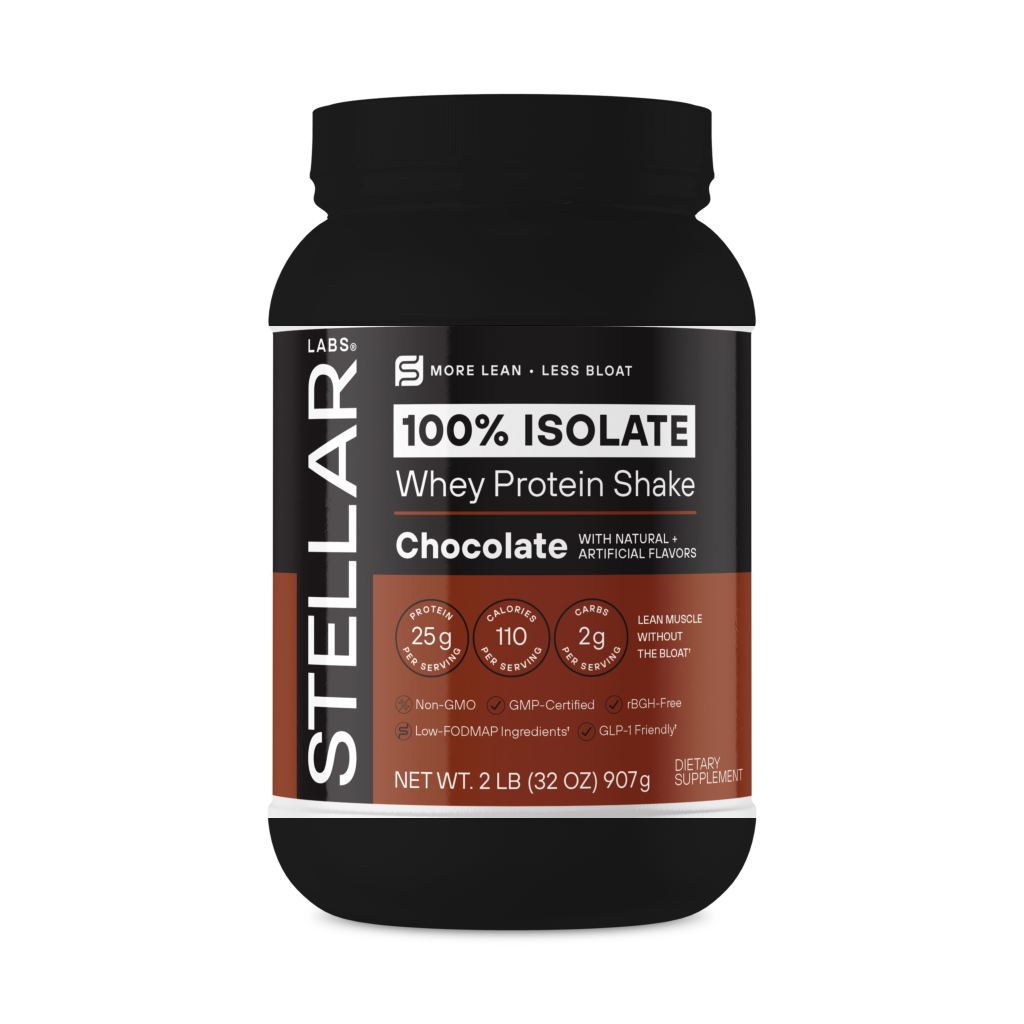 LABS®
STELLAR
MORE LEAN • LESS BLOAT
100% ISOLATE
Whey Protein Shake
Chocolate
WITH NATURAL +
ARTIFICIAL FLAVORS
PROTEIN
25g
PER SERVING
CALORIES
110
PER SERVING
CARBS
2g
PER SERVING
LEAN MUSCLE
WITHOUT
THE BLOAT†
Non-GMO
GMP-Certified
rBGH-Free
Low-FODMAP Ingredients†
GLP-1 Friendly†
NET WT. 2 LB (32 OZ) 907g
DIETARY
SUPPLEMENT